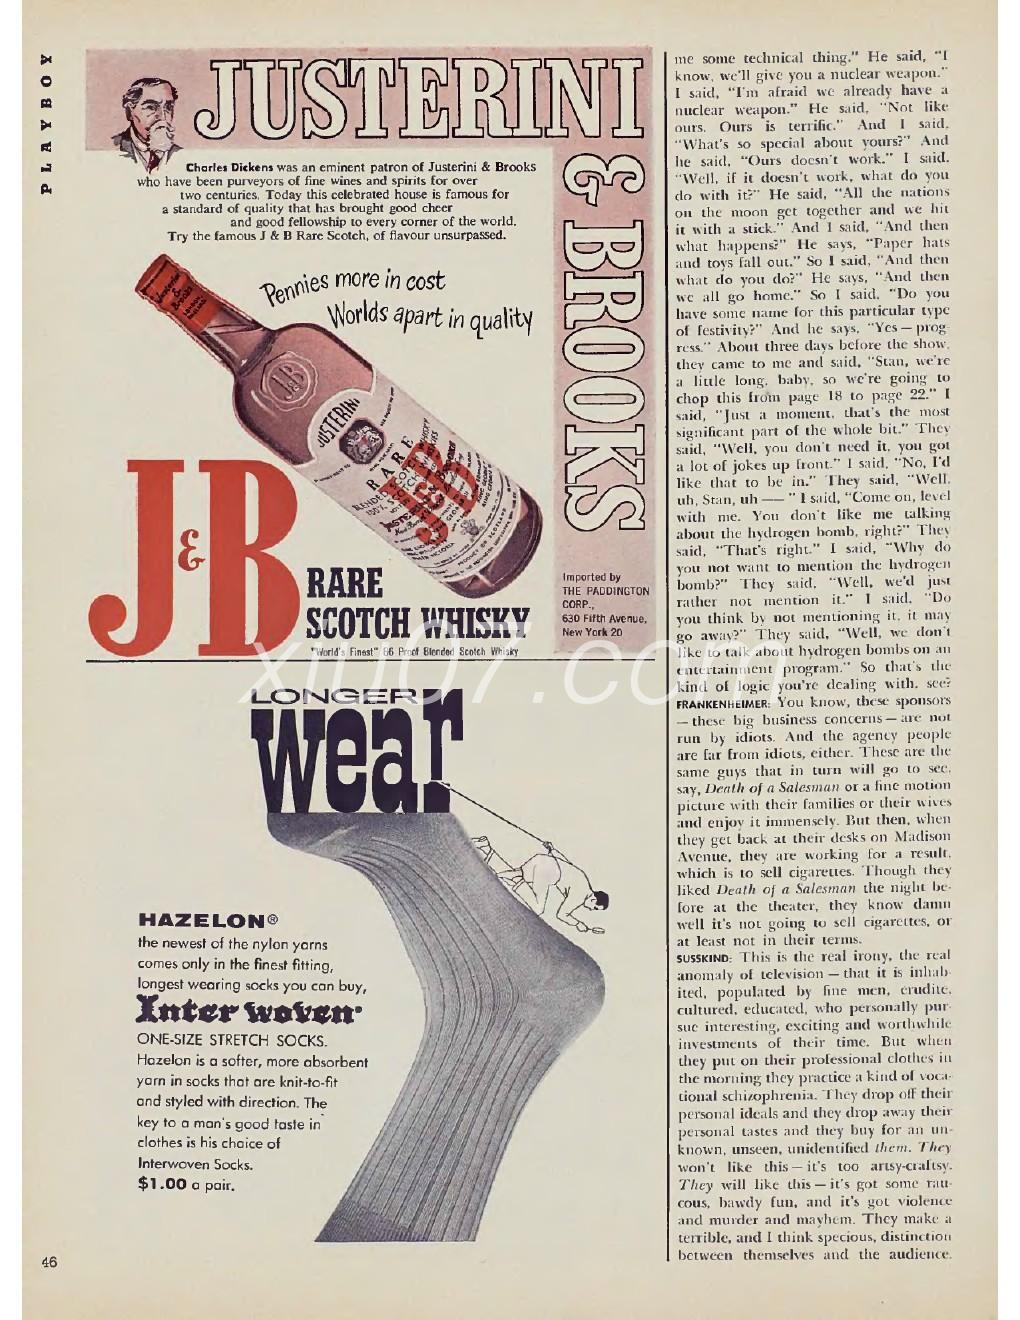 PLAYBOY
JUSTERINI
& BROOKS
Charles Dickens was an eminent patron of Justerini & Brooks
who have been purveyors of fine wines and spirits for over
two centuries. Today this celebrated house is famous for
a standard of quality that has brought good cheer
and good fellowship to every corner of the world.
Try the famous J & B Rare Scotch, of flavour unsurpassed.
Pennies more in cost
Worlds apart in quality
J&B
JUSTERINI
RARE
J&B
RARE
SCOTCH WHISKY
"World's Finest" 86 Proof Blended Scotch Whisky
Imported by
THE PADDINGTON
CORP.,
630 Fifth Avenue,
New York 20
LONGER
wear
HAZELON®
the newest of the nylon yarns
comes only in the finest fitting,
longest wearing socks you can buy,
Interwoven®
ONE-SIZE STRETCH SOCKS.
Hazelon is a softer, more absorbent
yarn in socks that are knit-to-fit
and styled with direction. The
key to a man's good taste in
clothes is his choice of
Interwoven Socks.
$1.00 a pair.
46
me some technical thing." He said, "I
know, we'll give you a nuclear weapon."
I said, "I'm afraid we already have a
nuclear weapon." He said, "Not like
ours. Ours is terrific." And I said,
"What's so special about yours?" And
he said, "Ours doesn't work." I said,
"Well, if it doesn't work, what do you
do with it?" He said, "All the nations
on the moon get together and we hit
it with a stick." And I said, "And then
what happens?" He says, "Paper hats
and toys fall out." So I said, "And then
what do you do?" He says, "And then
we all go home." So I said, "Do you
have some name for this particular type
of festivity?" And he says, "Yes — prog-
ress." About three days before the show,
they came to me and said, "Stan, we're
a little long, baby, so we're going to
chop this from page 18 to page 22." I
said, "Just a moment, that's the most
significant part of the whole bit." They
said, "Well, you don't need it, you got
a lot of jokes up front." I said, "No, I'd
like that to be in." They said, "Well,
uh, Stan, uh —— " I said, "Come on, level
with me. You don't like me talking
about the hydrogen bomb, right?" They
said, "That's right." I said, "Why do
you not want to mention the hydrogen
bomb?" They said, "Well, we'd just
rather not mention it." I said, "Do
you think by not mentioning it, it may
go away?" They said, "Well, we don't
like to talk about hydrogen bombs on an
entertainment program." So that's the
kind of logic you're dealing with, see?
FRANKENHEIMER: You know, these sponsors
— these big business concerns — are not
run by idiots. And the agency people
are far from idiots, either. These are the
same guys that in turn will go to see,
say, Death of a Salesman or a fine motion
picture with their families or their wives
and enjoy it immensely. But then, when
they get back at their desks on Madison
Avenue, they are working for a result,
which is to sell cigarettes. Though they
liked Death of a Salesman the night be-
fore at the theater, they know damn
well it's not going to sell cigarettes, or
at least not in their terms.
SUSSKIND: This is the real irony, the real
anomaly of television — that it is inhab-
ited, populated by fine men, erudite,
cultured, educated, who personally pur-
sue interesting, exciting and worthwhile
investments of their time. But when
they put on their professional clothes in
the morning they practice a kind of voca-
tional schizophrenia. They drop off their
personal ideals and they drop away their
personal tastes and they buy for an un-
known, unseen, unidentified them. They
won't like this — it's too artsy-craftsy.
They will like this — it's got some rau-
cous, bawdy fun, and it's got violence
and murder and mayhem. They make a
terrible, and I think specious, distinction
between themselves and the audience.
xiu07.com